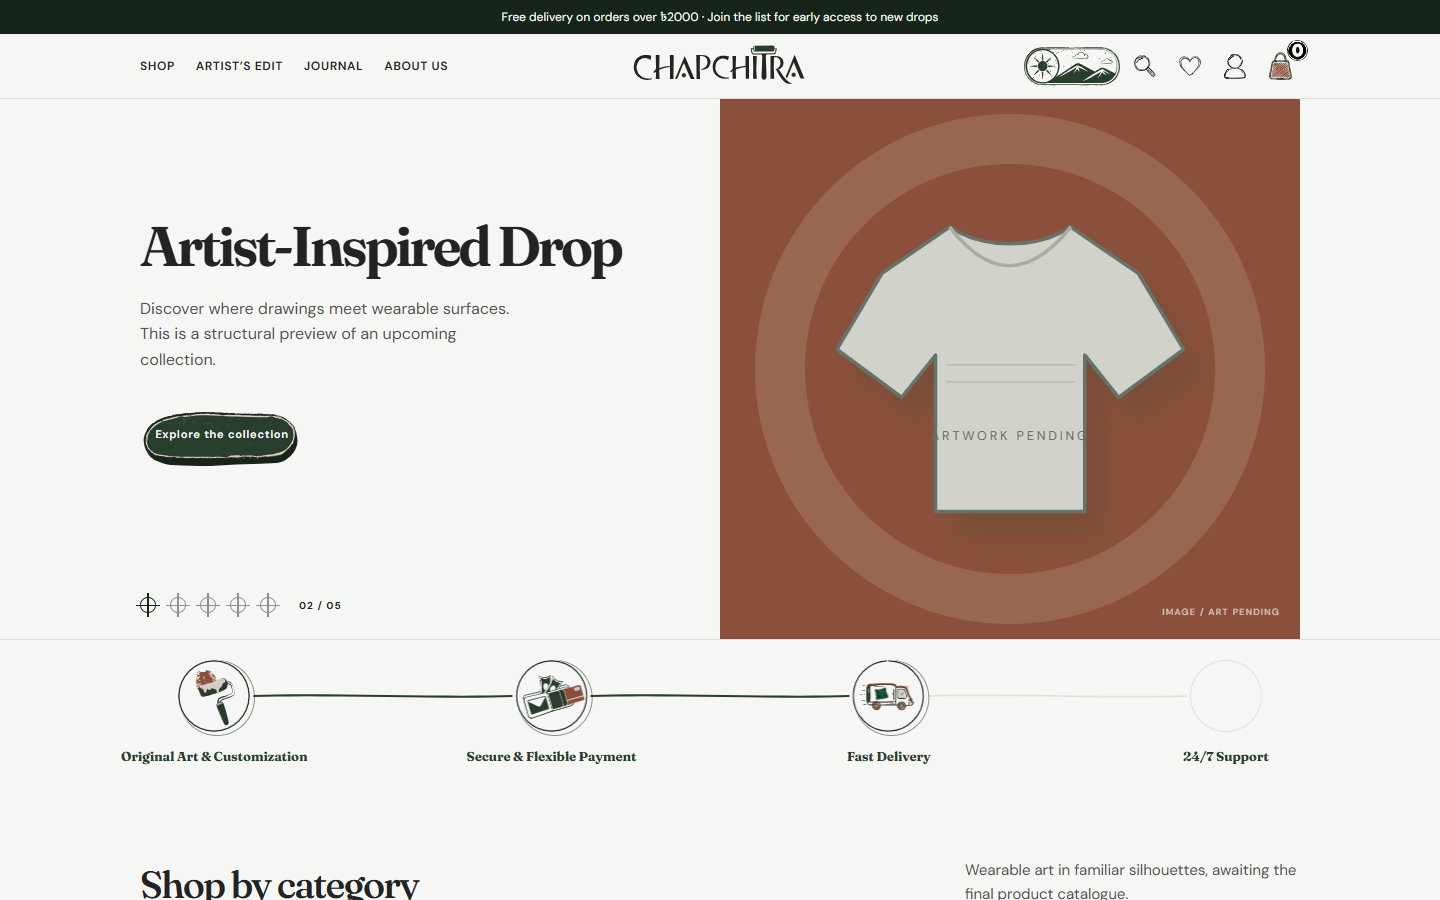 Free delivery on orders over ৳2000 · Join the list for early access to new drops
SHOP ARTIST'S EDIT JOURNAL ABOUT US
CHAPCHITRA
0
Artist-Inspired Drop
Discover where drawings meet wearable surfaces.
This is a structural preview of an upcoming
collection.
Explore the collection
ARTWORK PENDING
02 / 05
IMAGE / ART PENDING
Original Art & Customization
Secure & Flexible Payment
Fast Delivery
24/7 Support
Shop by category
Wearable art in familiar silhouettes, awaiting the
final product catalogue.